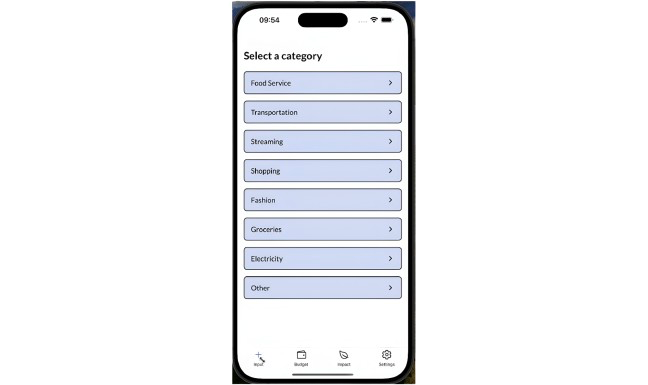 09:54
Select a category
Food Service
Transportation
Streaming
Shopping
Fashion
Groceries
Electricity
Other
Input
Budget
Impact
Settings